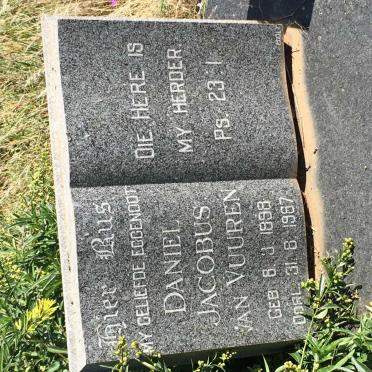 Hier Rus
MY GELIEFDE EGGENOOT
DANIEL
JACOBUS
VAN VUUREN
GEB 8. 1. 1898
OORL. 31. 8. 1987
DIE HERE IS
MY HERDER
PS. 23:1